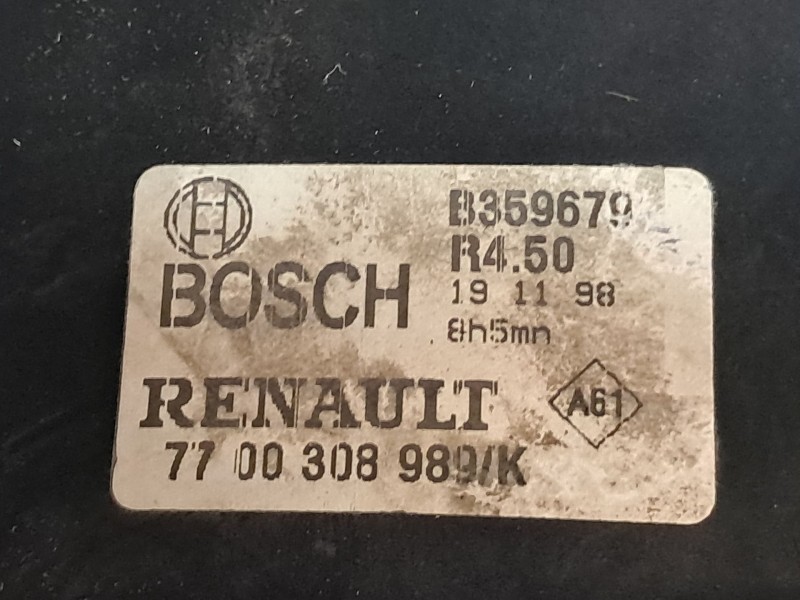 BOSCH
B359679
R4.50
19 11 98
8h5mn
RENAULT
A61
77 00 308 989/K